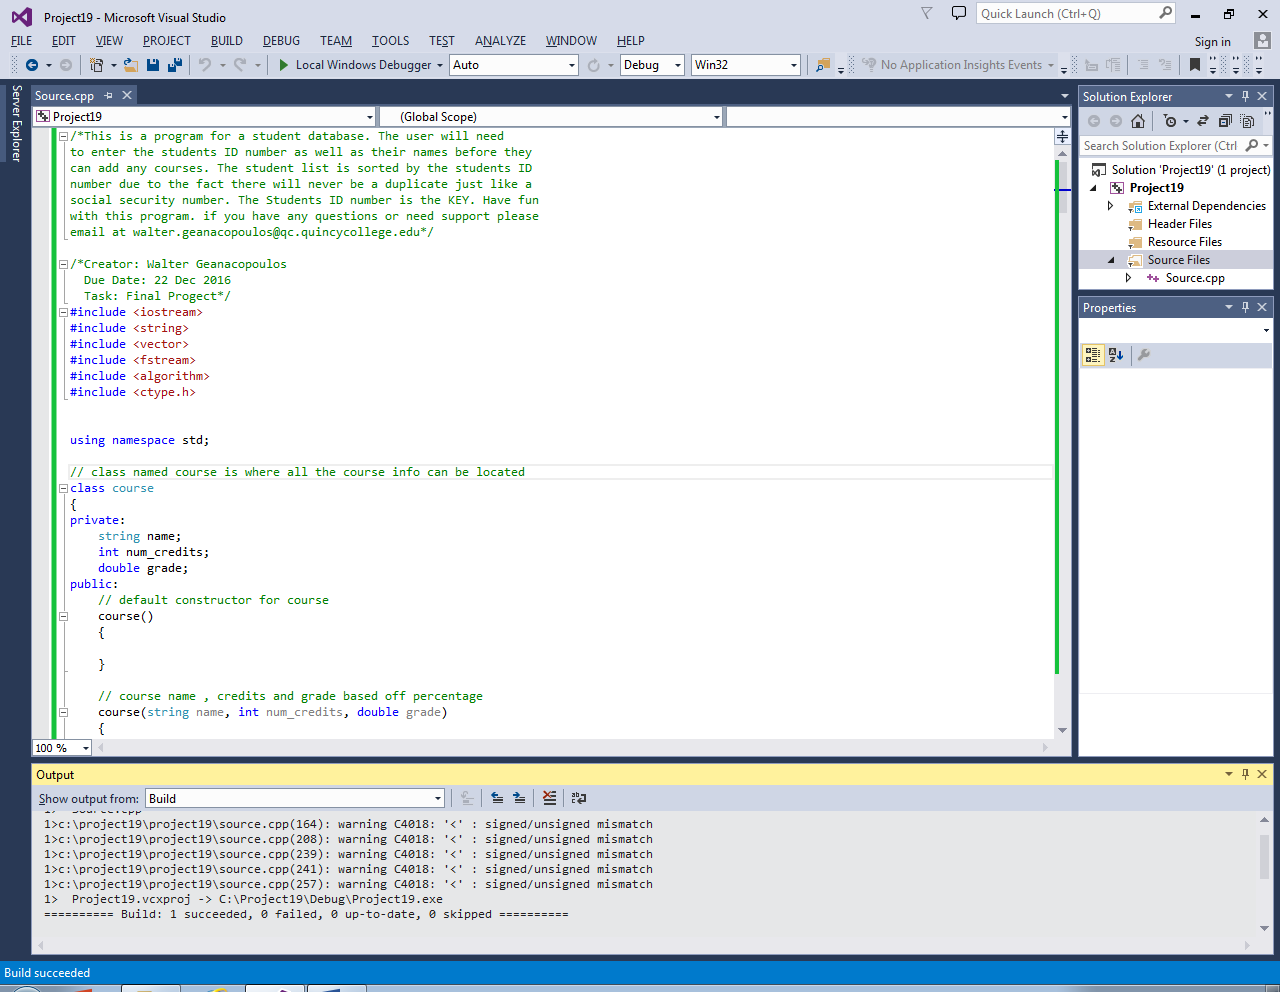 Project19 - Microsoft Visual Studio
Quick Launch (Ctrl+Q)
FILE EDIT VIEW PROJECT BUILD DEBUG TEAM TOOLS TEST ANALYZE WINDOW HELP
Sign in
Local Windows Debugger Auto Debug Win32 No Application Insights Events
Server Explorer
Source.cpp
Project19 (Global Scope)
/*This is a program for a student database. The user will need
to enter the students ID number as well as their names before they
can add any courses. The student list is sorted by the students ID
number due to the fact there will never be a duplicate just like a
social security number. The Students ID number is the KEY. Have fun
with this program. if you have any questions or need support please
email at walter.geanacopoulos@qc.quincycollege.edu*/
/*Creator: Walter Geanacopoulos
Due Date: 22 Dec 2016
Task: Final Progect*/
#include <iostream>
#include <string>
#include <vector>
#include <fstream>
#include <algorithm>
#include <ctype.h>
using namespace std;
// class named course is where all the course info can be located
class course
{
private:
string name;
int num_credits;
double grade;
public:
// default constructor for course
course()
{
}
// course name , credits and grade based off percentage
course(string name, int num_credits, double grade)
{
100 %
Solution Explorer
Search Solution Explorer (Ctrl
Solution 'Project19' (1 project)
Project19
External Dependencies
Header Files
Resource Files
Source Files
Source.cpp
Properties
Output
Show output from: Build
1>  Source.cpp
1>c:\project19\project19\source.cpp(164): warning C4018: '<' : signed/unsigned mismatch
1>c:\project19\project19\source.cpp(208): warning C4018: '<' : signed/unsigned mismatch
1>c:\project19\project19\source.cpp(239): warning C4018: '<' : signed/unsigned mismatch
1>c:\project19\project19\source.cpp(241): warning C4018: '<' : signed/unsigned mismatch
1>c:\project19\project19\source.cpp(257): warning C4018: '<' : signed/unsigned mismatch
1>  Project19.vcxproj -> C:\Project19\Debug\Project19.exe
========== Build: 1 succeeded, 0 failed, 0 up-to-date, 0 skipped ==========
Build succeeded